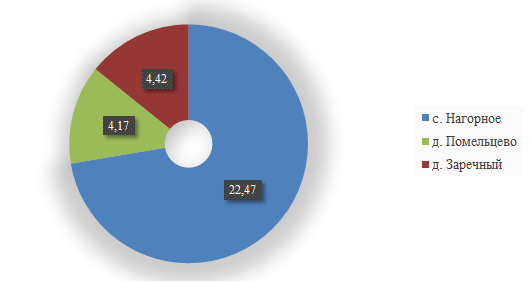 4,42
4,17
22,47
с. Нагорное
д. Помельцево
д. Заречный